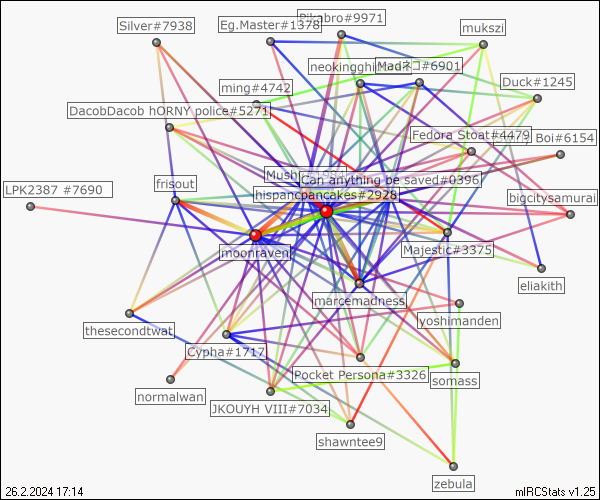 Pikabro#9971
Eg.Master#1378
Silver#7938
mukszi
Mad ネコ#6901
Duck#1245
ming#4742
DacobDacob hORNY police#5271
Fedora Stoat#4479
Boi#6154
Can anything be saved#0396
frisout
LPK2387 #7690
hispancpancakes#2928
bigcitysamurai
moonraven
Majestic#3375
eliakith
marcemadness
yoshimanden
thesecondtwat
Cypha#1717
Pocket Persona#3326
somass
normalwan
JKOUYH VIII#7034
shawntee9
zebula
26.2.2024 17:14
mIRCStats v1.25